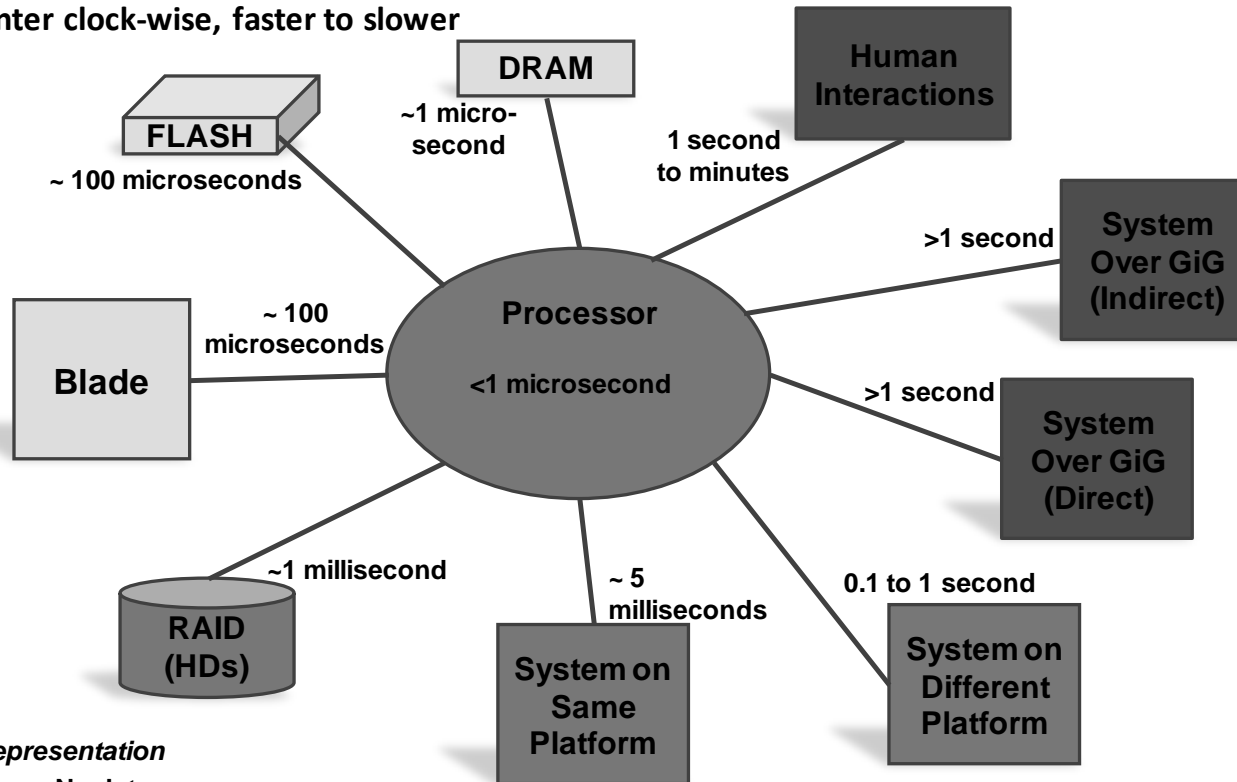 nter clock-wise, faster to slower
DRAM
~1 micro-
second
Human
Interactions
1 second
to minutes
FLASH
~ 100 microseconds
>1 second
System
Over GiG
(Indirect)
Processor
<1 microsecond
~ 100
microseconds
Blade
>1 second
System
Over GiG
(Direct)
~1 millisecond
RAID
(HDs)
~ 5
milliseconds
System on
Same
Platform
0.1 to 1 second
System on
Different
Platform
epresentation